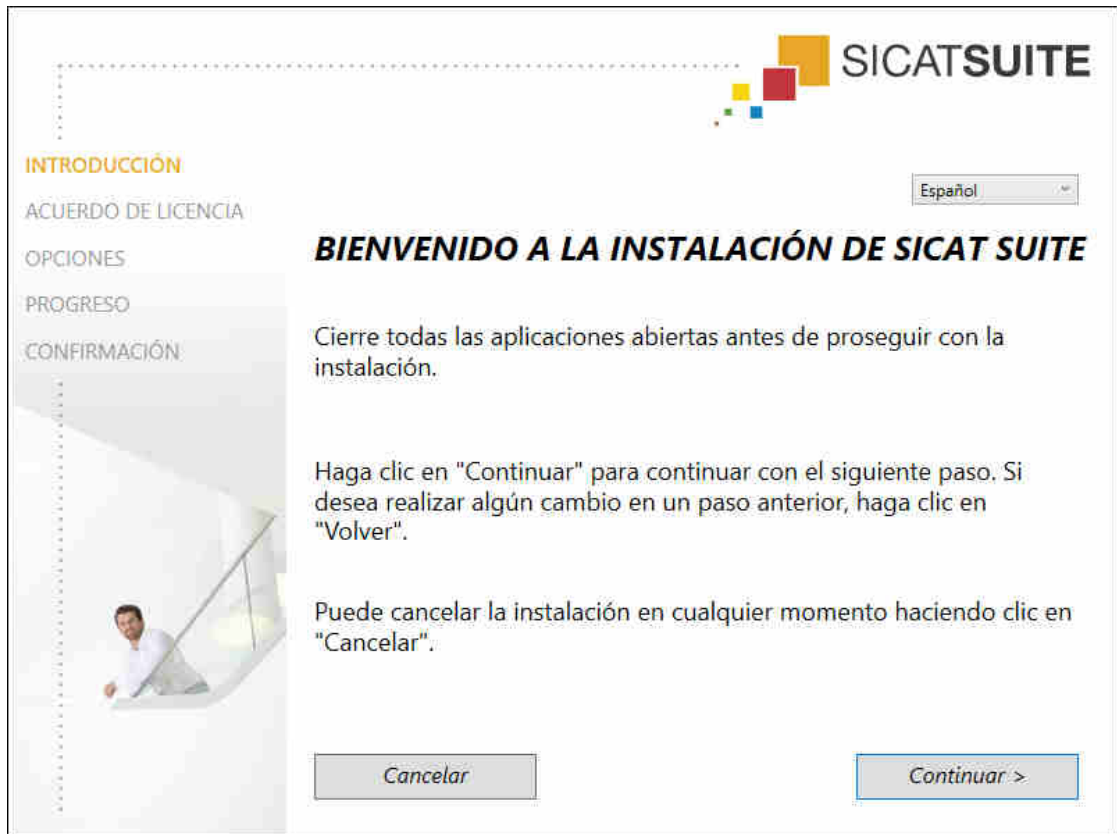 SICATSUITE
INTRODUCCIÓN
ACUERDO DE LICENCIA
OPCIONES
PROGRESO
CONFIRMACIÓN
Español
BIENVENIDO A LA INSTALACIÓN DE SICAT SUITE
Cierre todas las aplicaciones abiertas antes de proseguir con la
instalación.
Haga clic en "Continuar" para continuar con el siguiente paso. Si
desea realizar algún cambio en un paso anterior, haga clic en
"Volver".
Puede cancelar la instalación en cualquier momento haciendo clic en
"Cancelar".
Cancelar
Continuar >